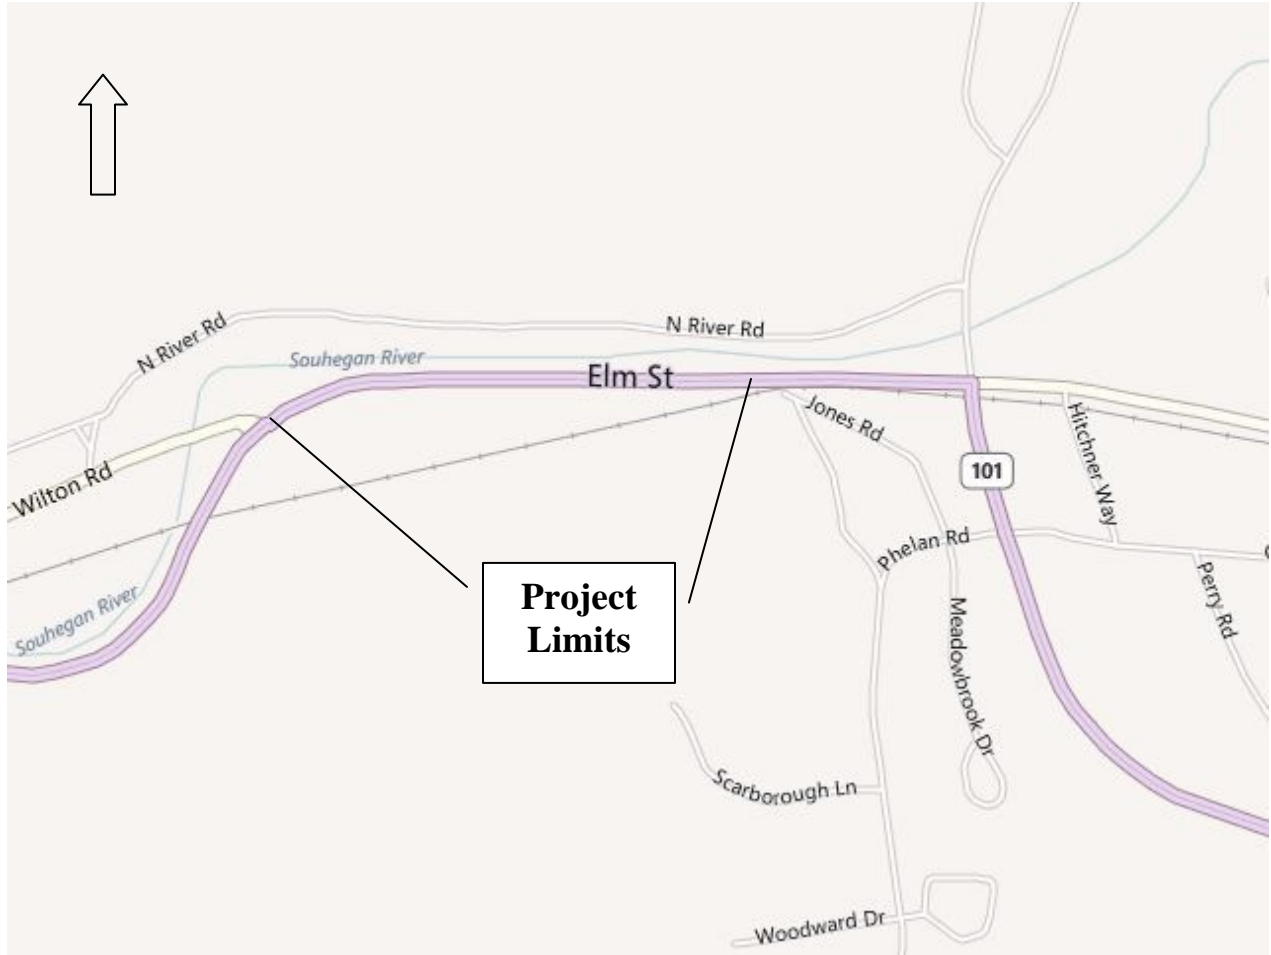 N River Rd
N River Rd
Souhegan River
Elm St
Jones Rd
Hitchner Way
Wilton Rd
101
Phelan Rd
Souhegan River
Project
Limits
Perry Rd
Meadowbrook Dr
Scarborough Ln
Woodward Dr